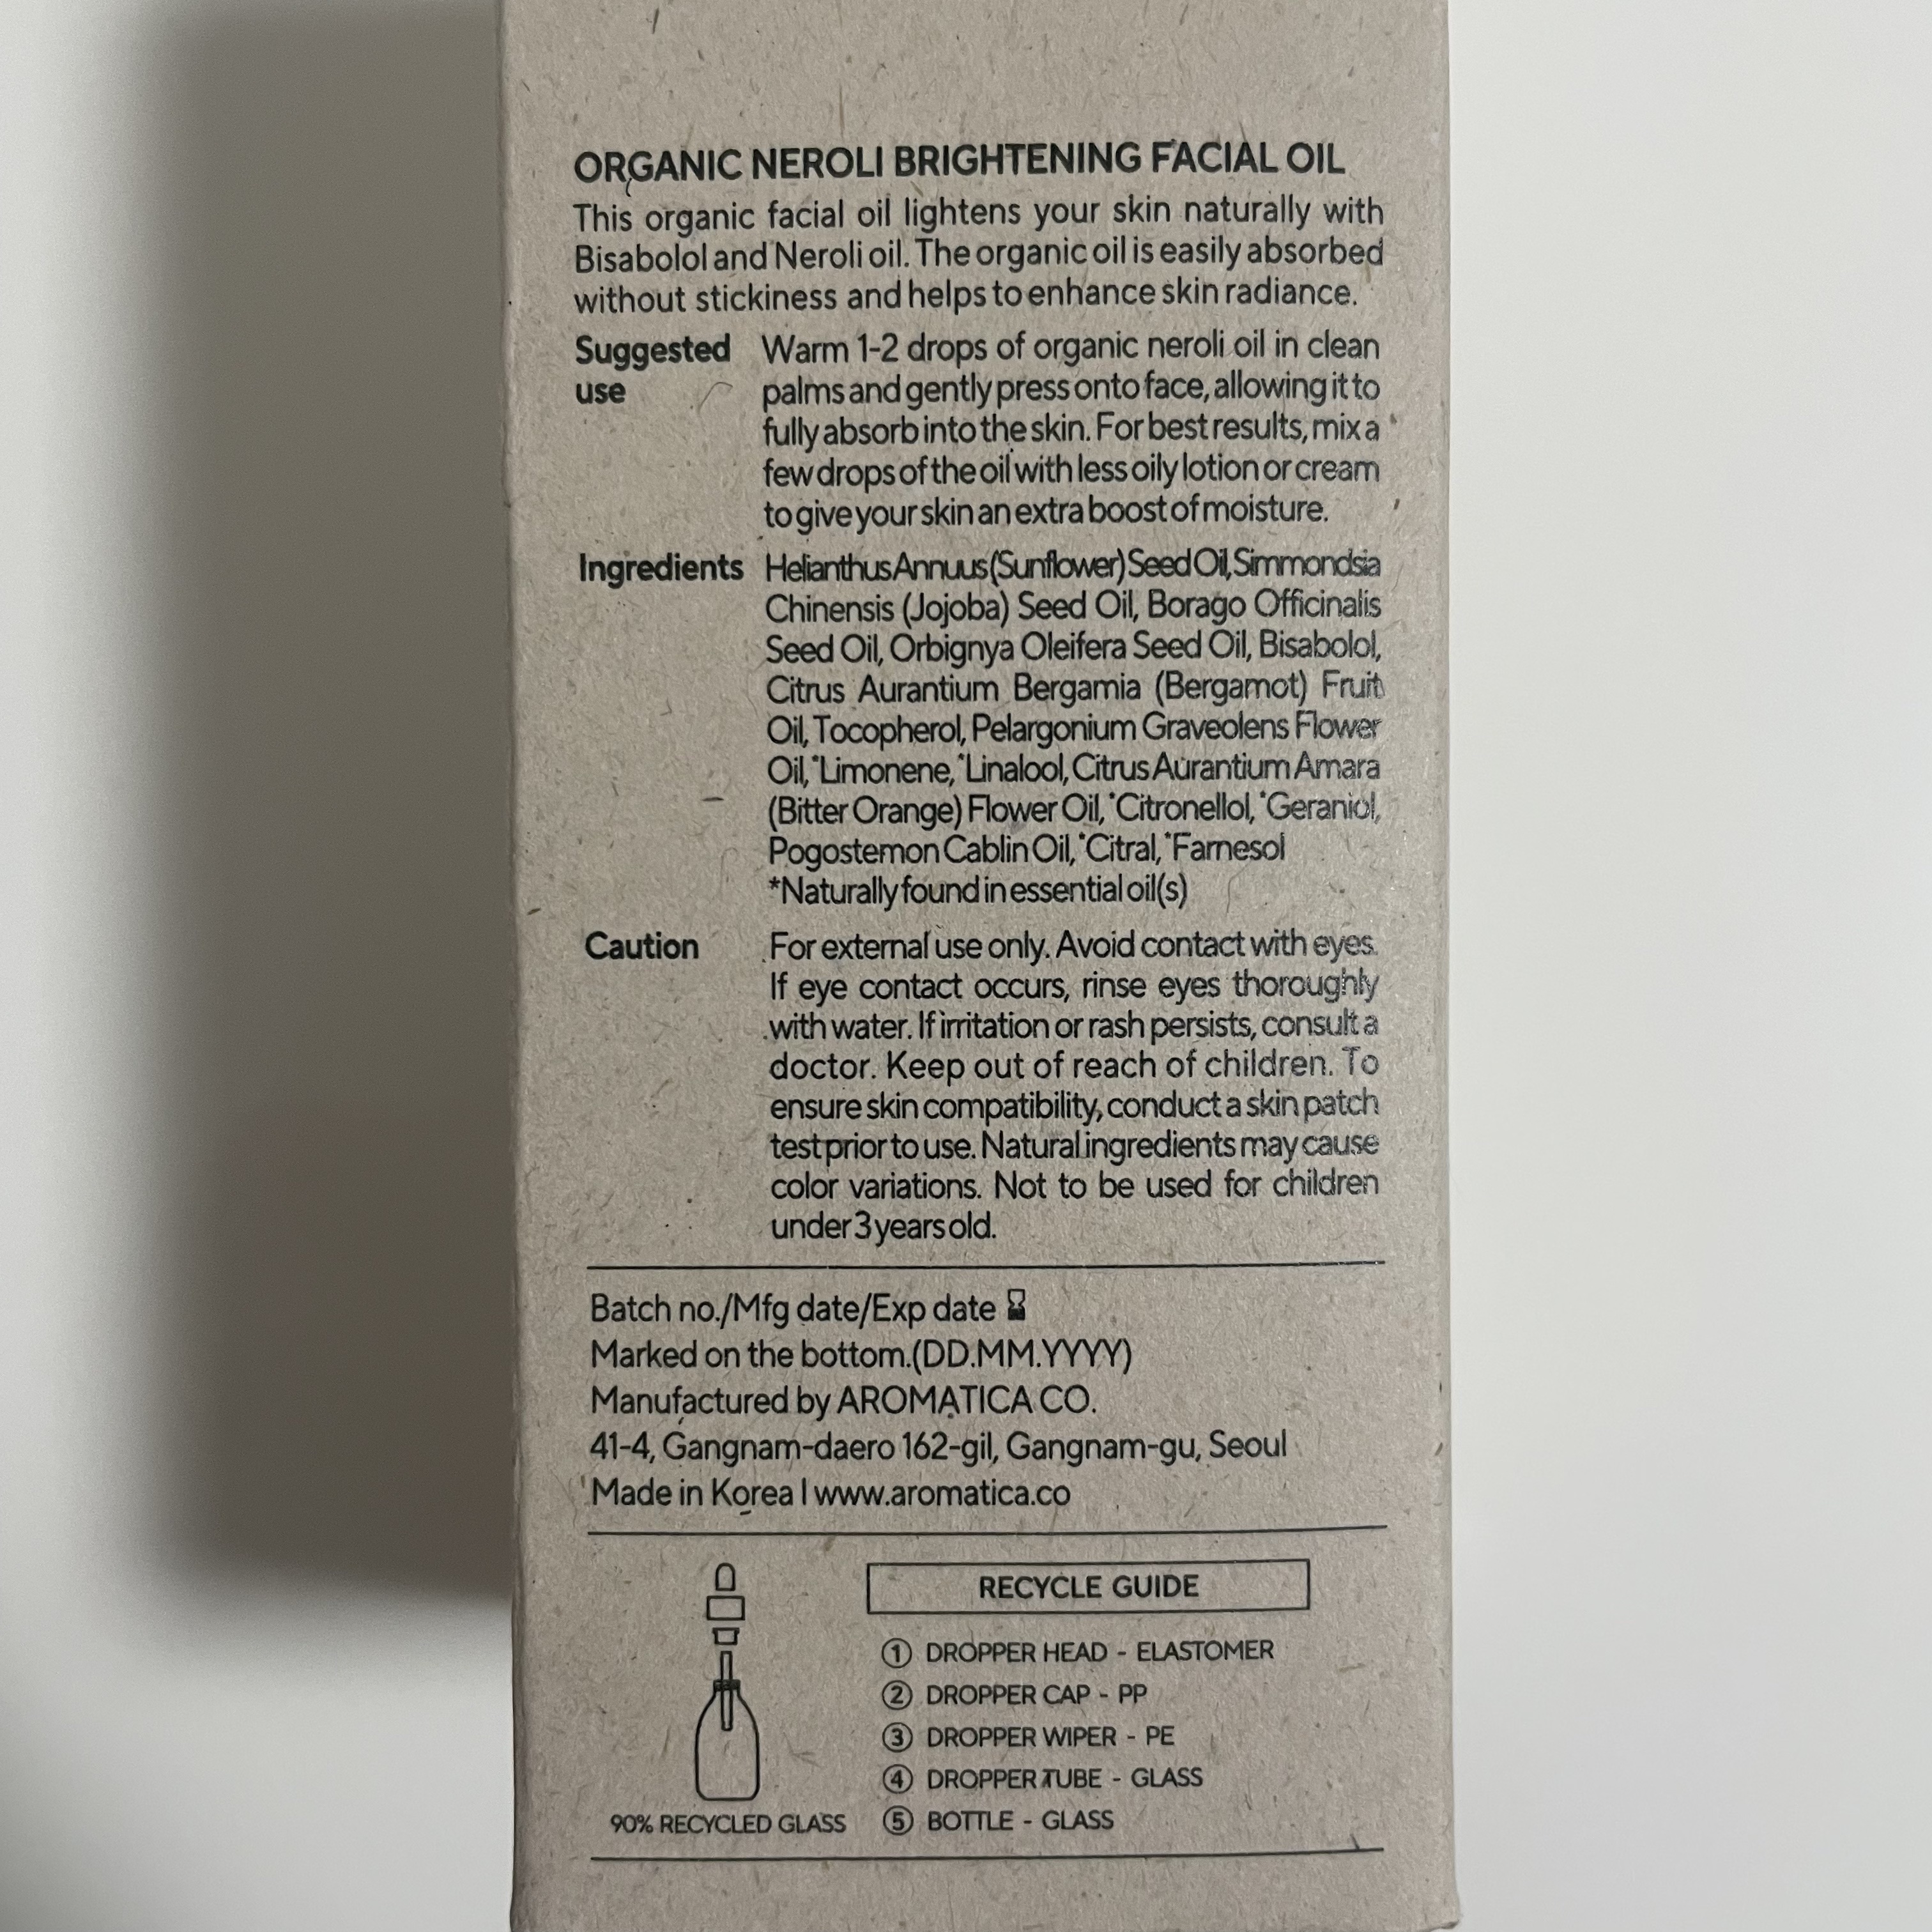 ORGANIC NEROLI BRIGHTENING FACIAL OIL
This organic facial oil lightens your skin naturally with
Bisabolol and Neroli oil. The organic oil is easily absorbed
without stickiness and helps to enhance skin radiance.
Suggested use
Warm 1-2 drops of organic neroli oil in clean
palms and gently press onto face, allowing it to
fully absorb into the skin. For best results, mix a
few drops of the oil with less oily lotion or cream
to give your skin an extra boost of moisture.
Ingredients
Helianthus Annuus (Sunflower) Seed Oil, Simmondsia
Chinensis (Jojoba) Seed Oil, Borago Officinalis
Seed Oil, Orbignya Oleifera Seed Oil, Bisabolol,
Citrus Aurantium Bergamia (Bergamot) Fruit
Oil, Tocopherol, Pelargonium Graveolens Flower
Oil, *Limonene, *Linalool, Citrus Aurantium Amara
(Bitter Orange) Flower Oil, *Citronellol, *Geraniol,
Pogostemon Cablin Oil, *Citral, *Farnesol
*Naturally found in essential oil(s)
Caution
For external use only. Avoid contact with eyes.
If eye contact occurs, rinse eyes thoroughly
with water. If irritation or rash persists, consult a
doctor. Keep out of reach of children. To
ensure skin compatibility, conduct a skin patch
test prior to use. Natural ingredients may cause
color variations. Not to be used for children
under 3 years old.
Batch no./Mfg date/Exp date
Marked on the bottom.(DD.MM.YYYY)
Manufactured by AROMATICA CO.
41-4, Gangnam-daero 162-gil, Gangnam-gu, Seoul
Made in Korea | www.aromatica.co
RECYCLE GUIDE
① DROPPER HEAD - ELASTOMER
② DROPPER CAP - PP
③ DROPPER WIPER - PE
④ DROPPER TUBE - GLASS
⑤ BOTTLE - GLASS
90% RECYCLED GLASS